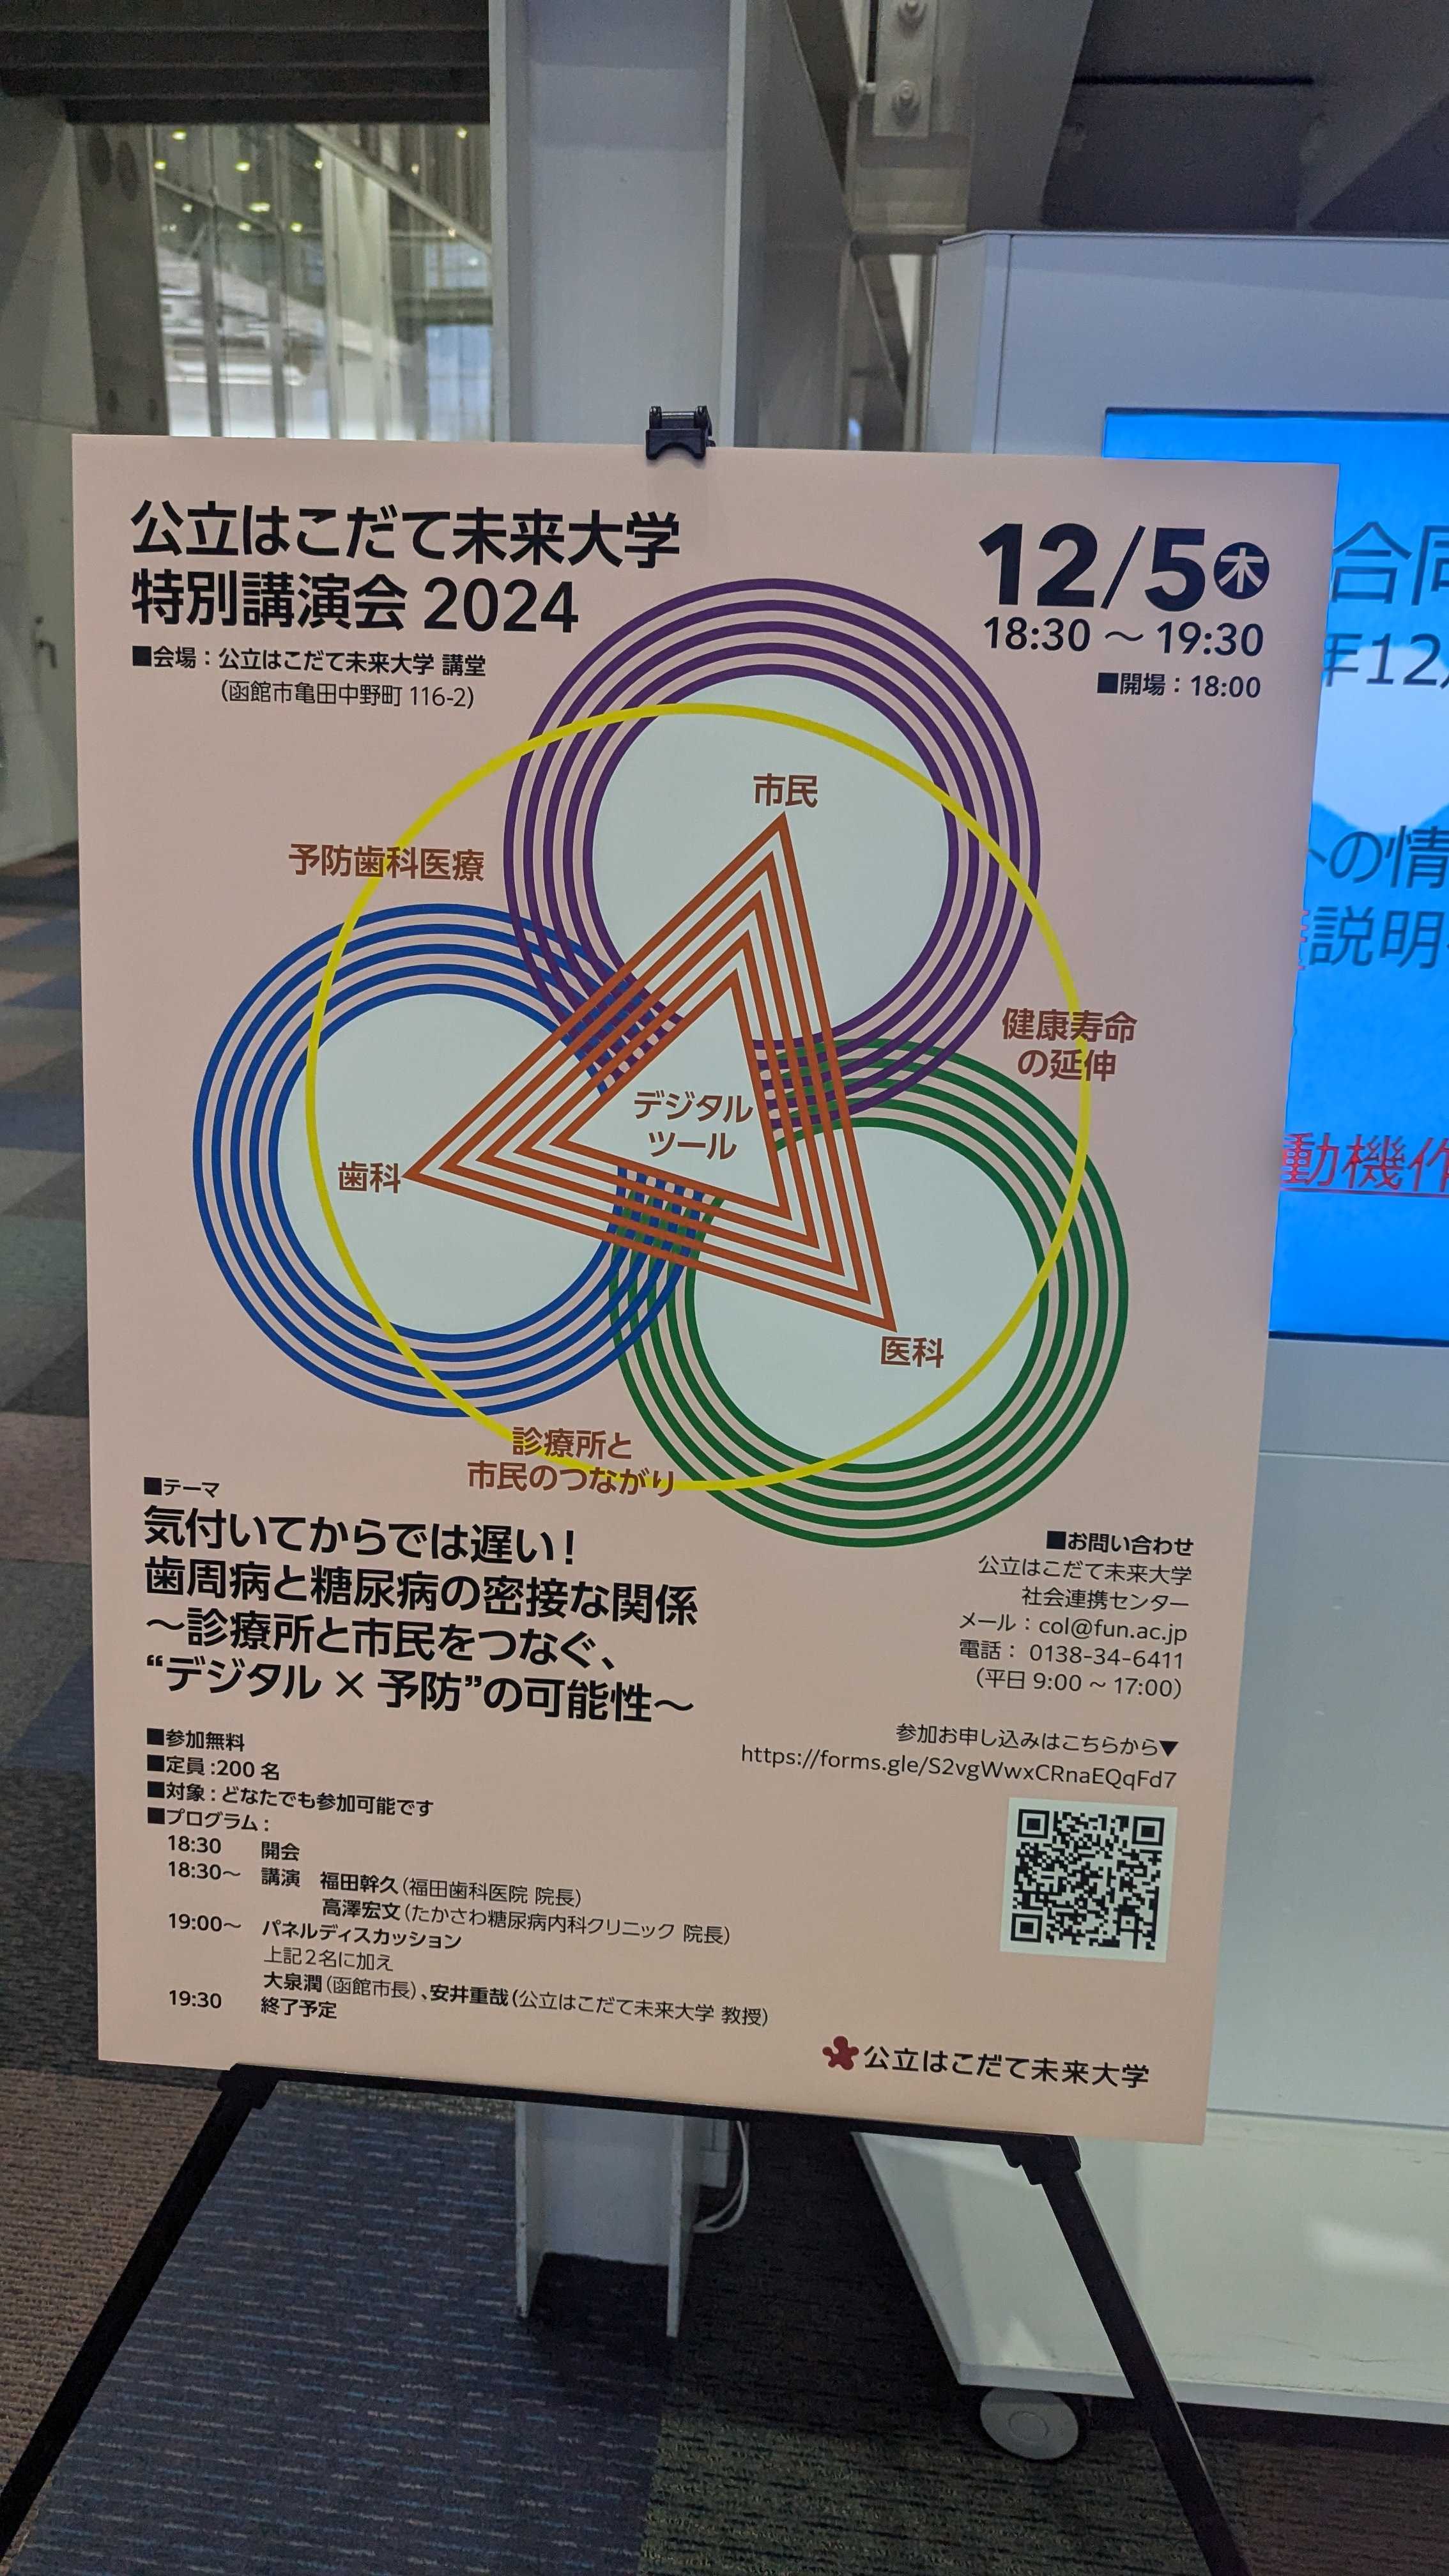 公立はこだて未来大学
特別講演会 2024
■会場：公立はこだて未来大学 講堂
(函館市亀田中野町 116-2)
12/5木
18:30 ～ 19:30
■開場：18:00
市民
予防歯科医療
健康寿命
の延伸
デジタル
ツール
歯科
医科
診療所と
市民のつながり
■テーマ
気付いてからでは遅い！
歯周病と糖尿病の密接な関係
～診療所と市民をつなぐ、
“デジタル × 予防”の可能性～
■お問い合わせ
公立はこだて未来大学
社会連携センター
メール：col@fun.ac.jp
電話： 0138-34-6411
（平日 9:00 ~ 17:00）
参加お申し込みはこちらから▼
https://forms.gle/S2vgWwxCRnaEQqFd7
■参加無料
■定員 :200 名
■対象 : どなたでも参加可能です
■プログラム :
18:30 開会
18:30～ 講演 福田幹久（福田歯科医院 院長）
高澤宏文（たかさわ糖尿病内科クリニック 院長）
19:00～ パネルディスカッション
上記２名に加え
大泉潤（函館市長）、安井重哉（公立はこだて未来大学 教授）
19:30 終了予定
公立はこだて未来大学
合同
年12
の情
説明
動機作